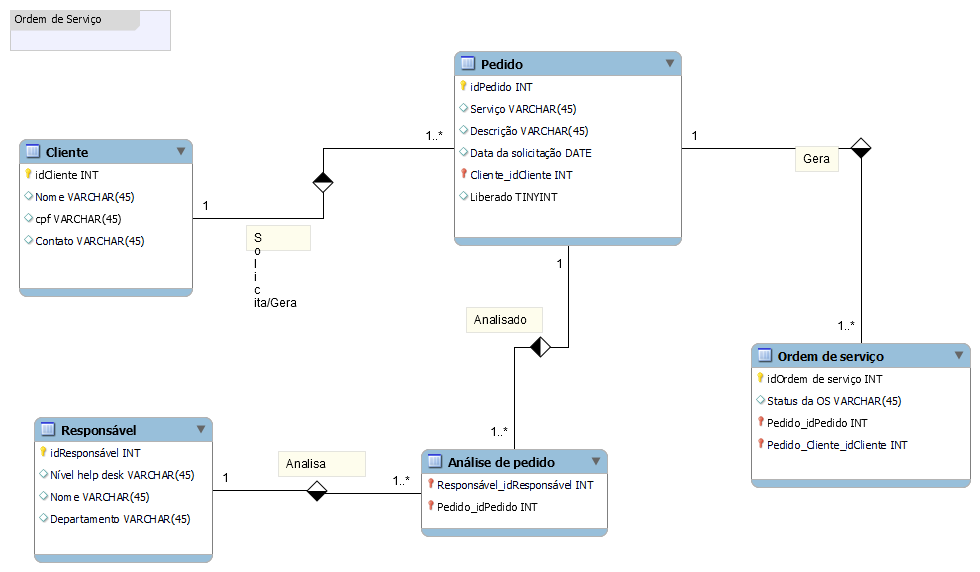 Ordem de Serviço
Pedido
idPedido INT
Serviço VARCHAR(45)
Descrição VARCHAR(45)
Data da solicitação DATE
Cliente_idCliente INT
Liberado TINYINT
1..*
1
Gera
Cliente
idCliente INT
Nome VARCHAR(45)
cpf VARCHAR(45)
Contato VARCHAR(45)
1
S
o
l
i
c
ita/Gera
1
Analisado
1..*
1..*
Ordem de serviço
idOrdem de serviço INT
Status da OS VARCHAR(45)
Pedido_idPedido INT
Pedido_Cliente_idCliente INT
Responsável
idResponsável INT
Nível help desk VARCHAR(45)
Nome VARCHAR(45)
Departamento VARCHAR(45)
1
Analisa
1..*
Análise de pedido
Responsável_idResponsável INT
Pedido_idPedido INT